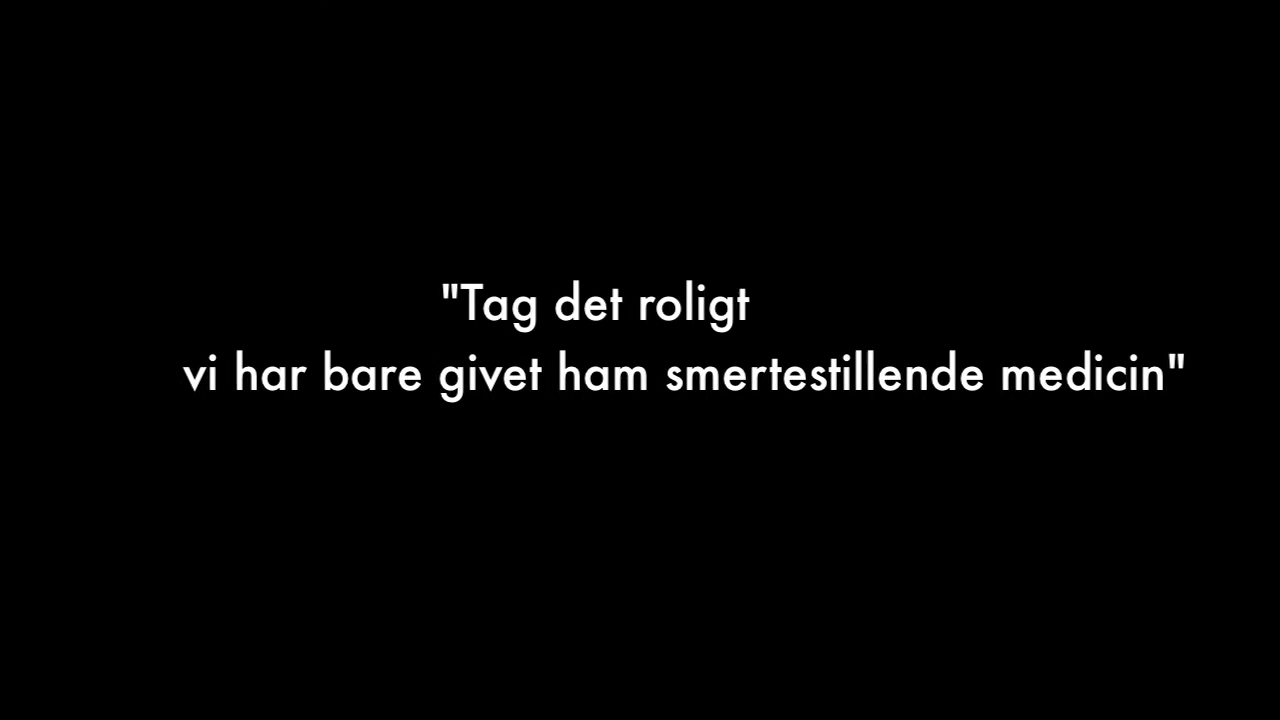 "Tag det roligt
vi har bare givet ham smertestillende medicin"